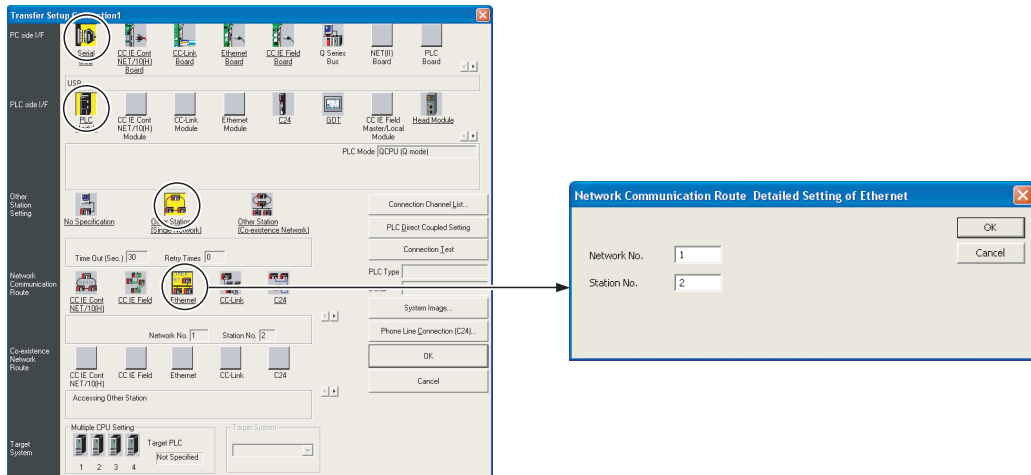 Transfer Setup Connection1
PC side I/F
Serial
CC IE Cont NET/10(H) Board
CC-Link Board
Ethernet Board
CC IE Field Board
Q Series Bus
NET(II) Board
PLC Board
USB
PLC side I/F
PLC
CC IE Cont NET/10(H) Module
CC-Link Module
Ethernet Module
C24
GOT
CC IE Field Master/Local Module
Head Module
PLC Mode QCPU (Q mode)
Other Station Setting
No Specification
Other Station (Single Network)
Other Station (Co-existence Network)
Time Out (Sec.) 30 Retry Times 0
Connection Channel List...
PLC Direct Coupled Setting
Connection Test
PLC Type
Network Communication Route
CC IE Cont NET/10(H)
CC IE Field
Ethernet
CC-Link
C24
Network No. 1 Station No. 2
System Image...
Phone Line Connection (C24)...
OK
Cancel
Co-existence Network Route
CC IE Cont NET/10(H)
CC IE Field
Ethernet
CC-Link
C24
Accessing Other Station
Target System
Multiple CPU Setting
1 2 3 4
Target PLC
Not Specified
Target System
Network Communication Route Detailed Setting of Ethernet
Network No. 1
Station No. 2
OK
Cancel